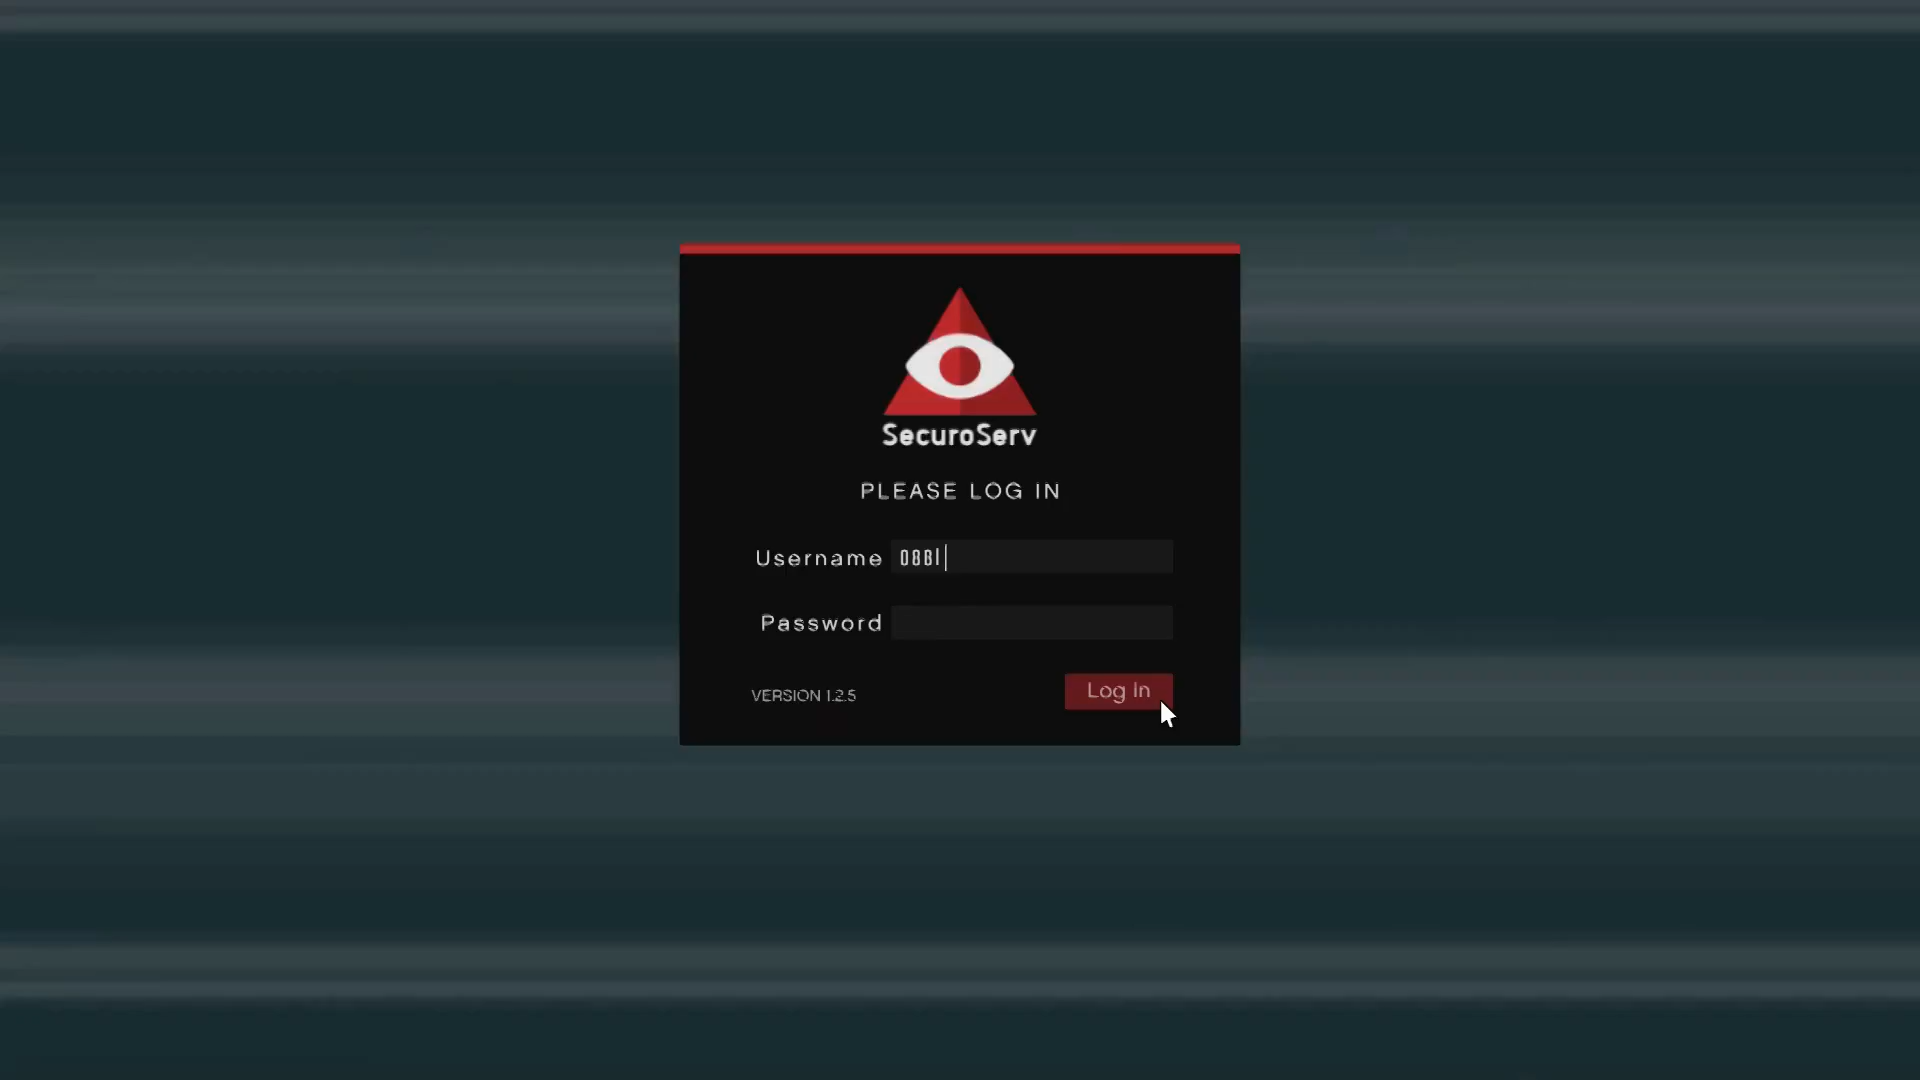 SecuroServ
PLEASE LOG IN
Username 0881
Password
VERSION 1.2.5
Log In